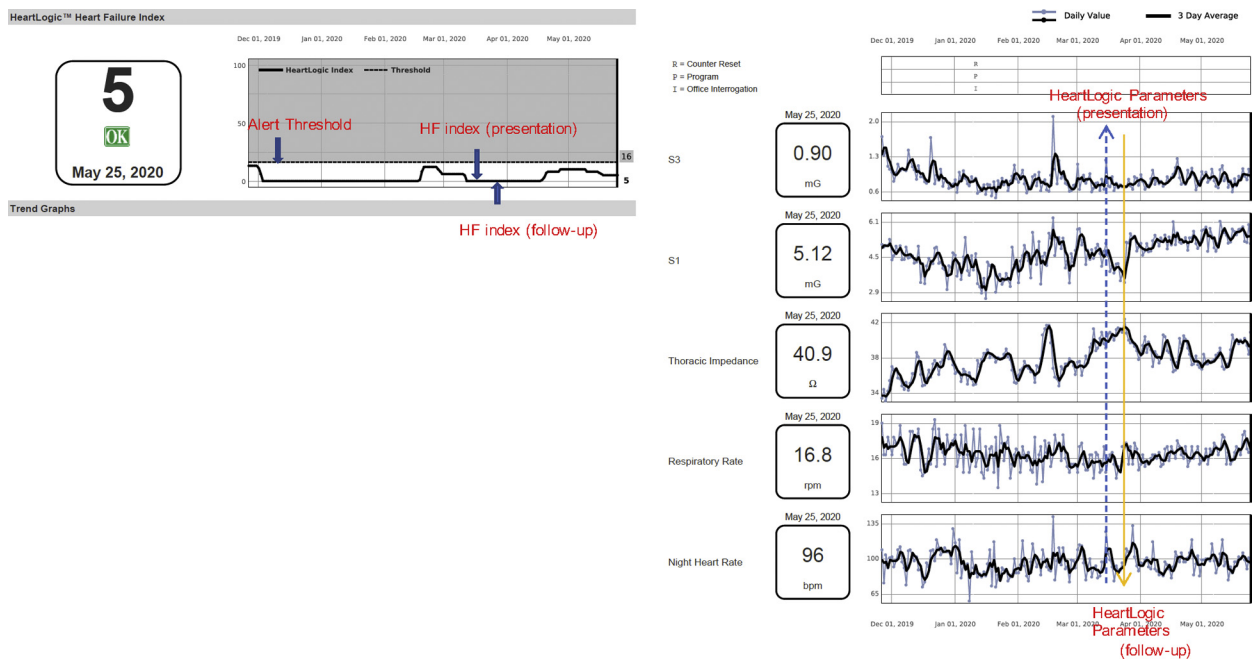 HeartLogic™ Heart Failure Index
Dec 01, 2019 Jan 01, 2020 Feb 01, 2020 Mar 01, 2020 Apr 01, 2020 May 01, 2020
5
OK
May 25, 2020
100
50
0
HeartLogic Index Threshold
Alert Threshold
HF index (presentation)
16
5
HF index (follow-up)
Trend Graphs
Daily Value 3 Day Average
Dec 01, 2019 Jan 01, 2020 Feb 01, 2020 Mar 01, 2020 Apr 01, 2020 May 01, 2020
R = Counter Reset
P = Program
I = Office Interrogation
R
P
I
HeartLogic Parameters
(presentation)
S3
May 25, 2020
0.90
mG
2.0
1.3
0.6
S1
May 25, 2020
5.12
mG
6.1
4.5
2.9
Thoracic Impedance
May 25, 2020
40.9
Ω
42
38
34
Respiratory Rate
May 25, 2020
16.8
rpm
19
16
13
Night Heart Rate
May 25, 2020
96
bpm
135
100
65
Dec 01, 2019 Jan 01, 2020 Feb 01, 2020 Mar 01, 2020 Apr 01, 2020 May 01, 2020
HeartLogic
Parameters
(follow-up)